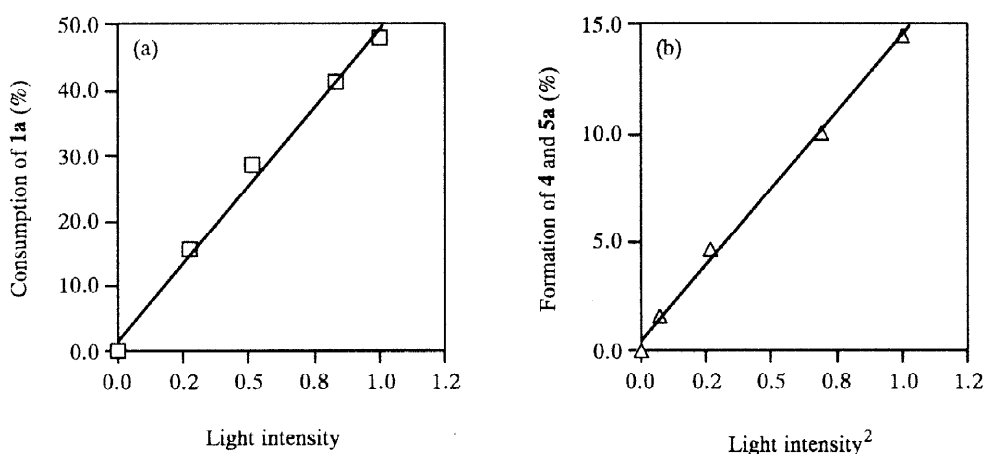 (a)
Consumption of 1a (%)
50.0
40.0
30.0
20.0
10.0
0.0
0.0 0.2 0.5 0.8 1.0 1.2
Light intensity
(b)
Formation of 4 and 5a (%)
15.0
10.0
5.0
0.0
0.0 0.2 0.5 0.8 1.0 1.2
Light intensity²